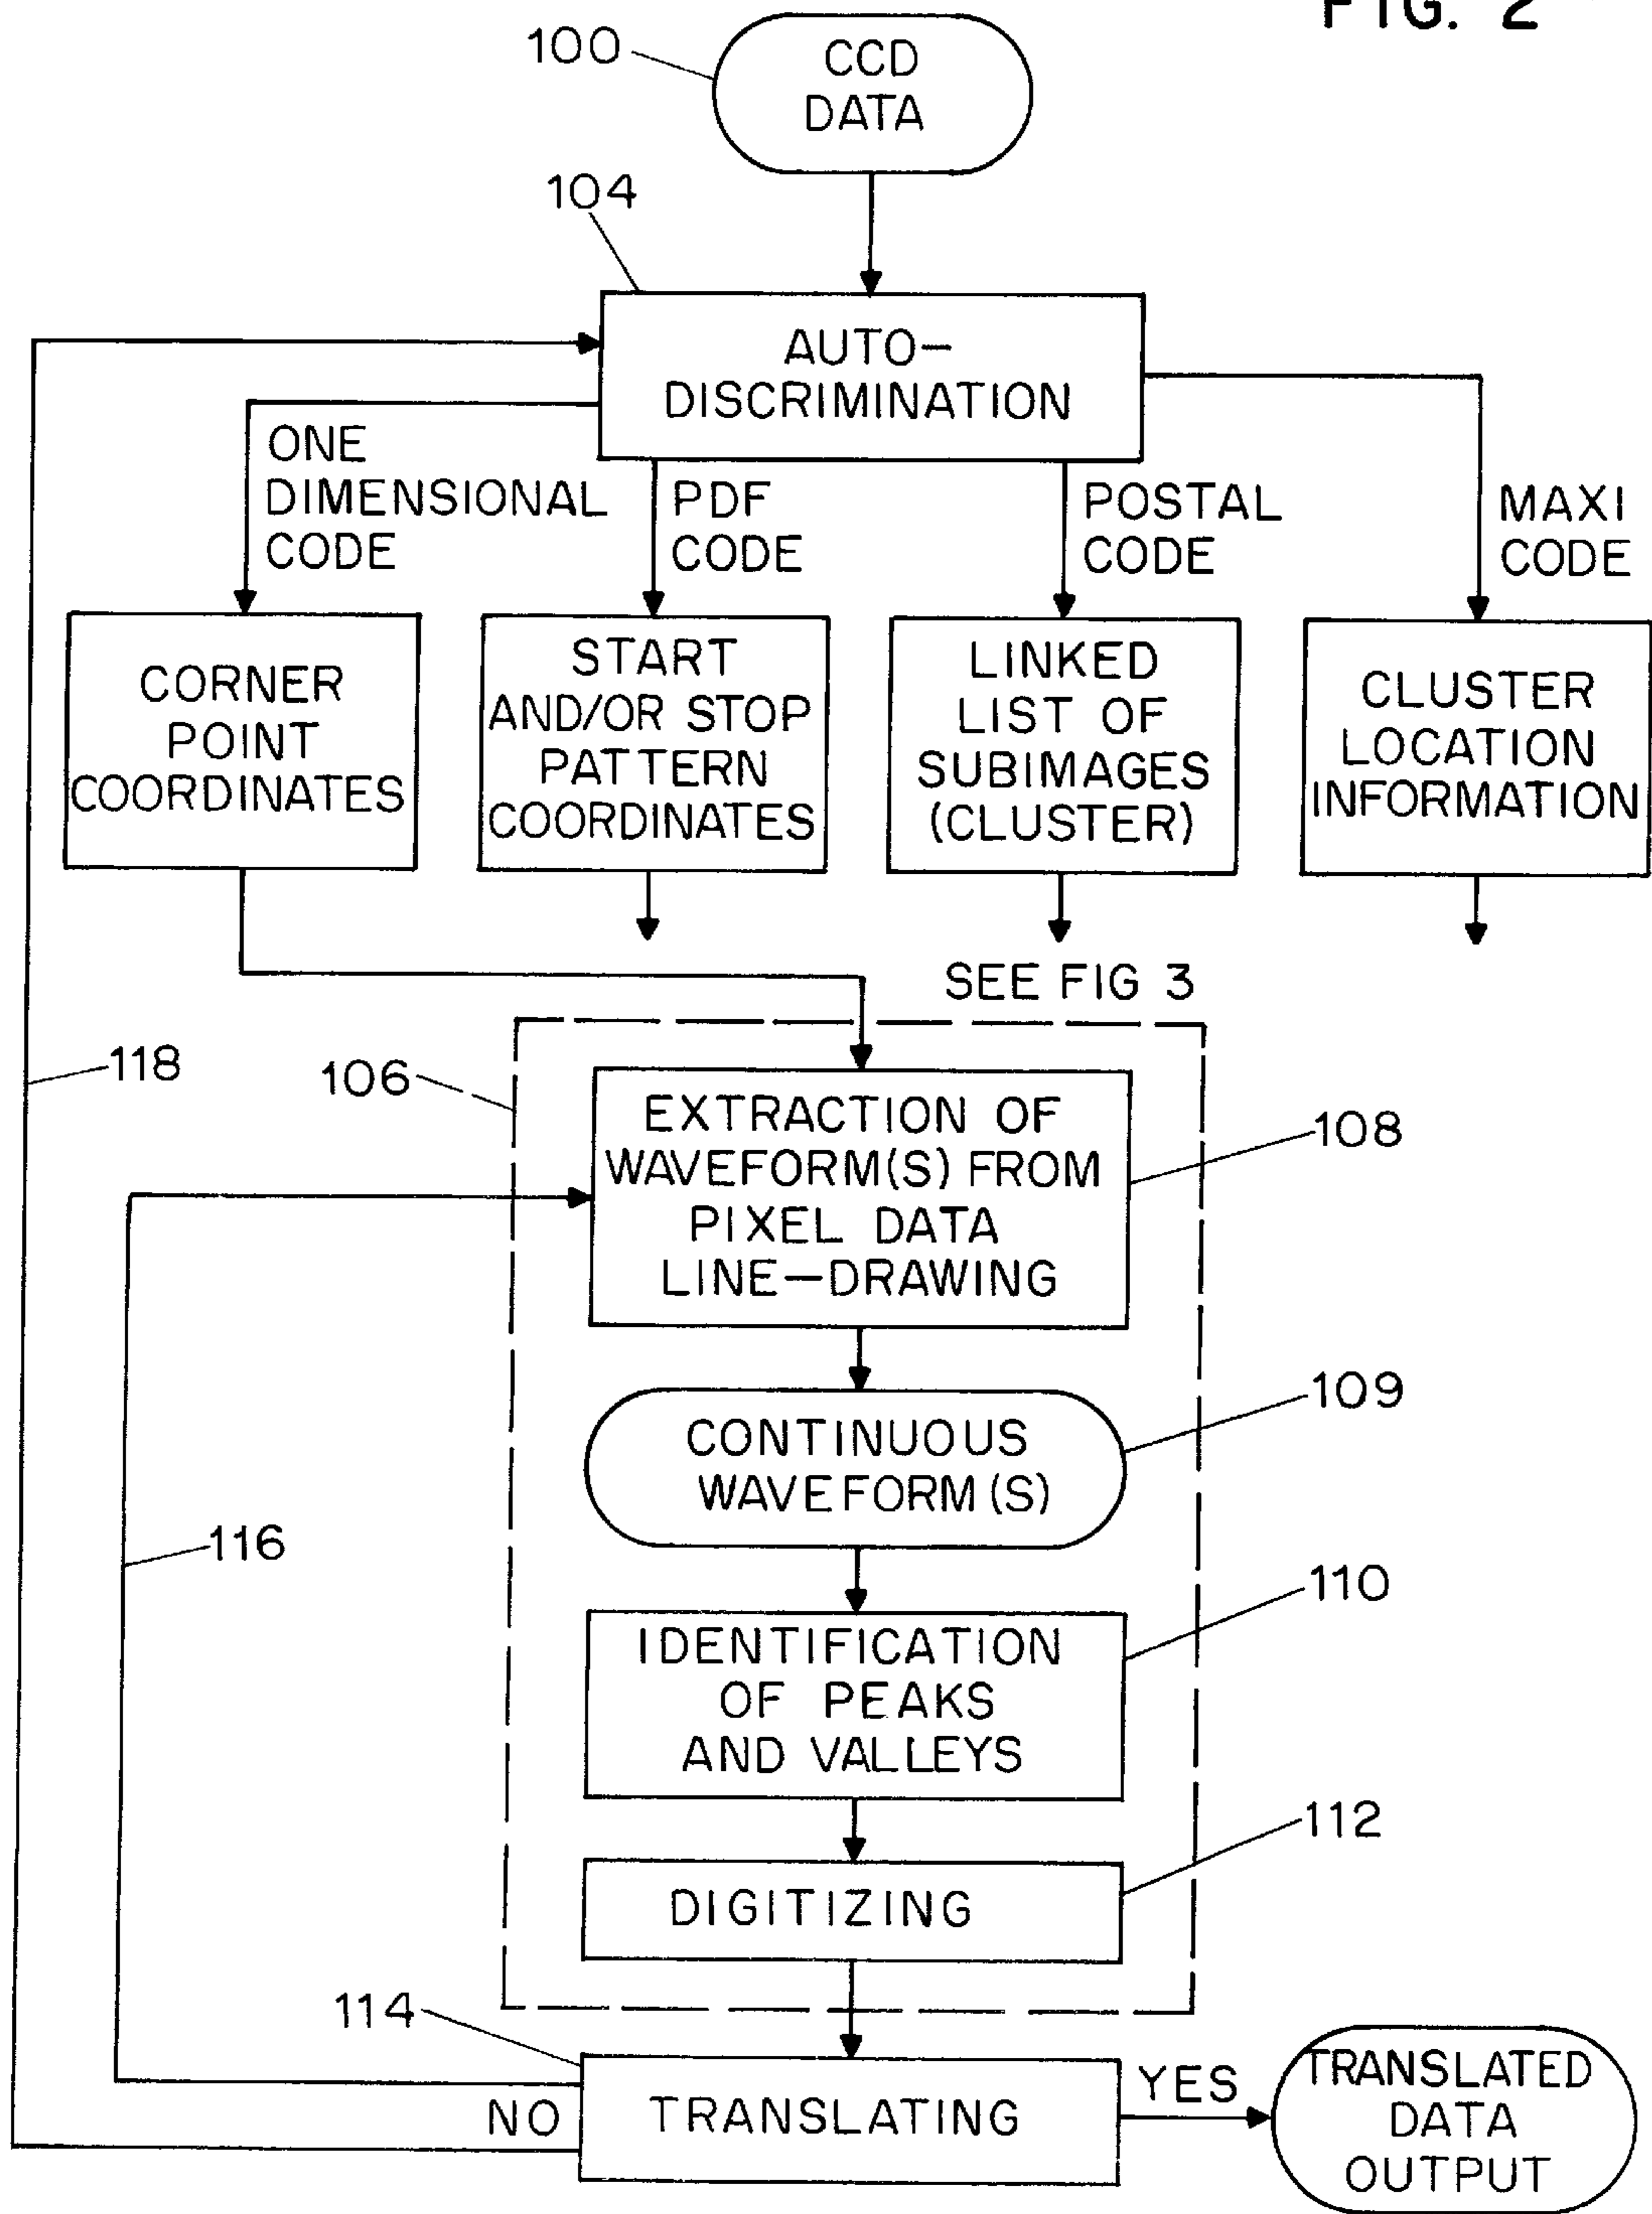 FIG. 2
100
CCD
DATA
104
AUTO-
DISCRIMINATION
ONE
DIMENSIONAL
CODE
PDF
CODE
POSTAL
CODE
MAXI
CODE
CORNER
POINT
COORDINATES
START
AND/OR STOP
PATTERN
COORDINATES
LINKED
LIST OF
SUBIMAGES
(CLUSTER)
CLUSTER
LOCATION
INFORMATION
SEE FIG 3
118
106
EXTRACTION OF
WAVEFORM(S) FROM
PIXEL DATA
LINE-DRAWING
108
CONTINUOUS
WAVEFORM(S)
109
116
IDENTIFICATION
OF PEAKS
AND VALLEYS
110
DIGITIZING
112
114
NO
TRANSLATING
YES
TRANSLATED
DATA
OUTPUT